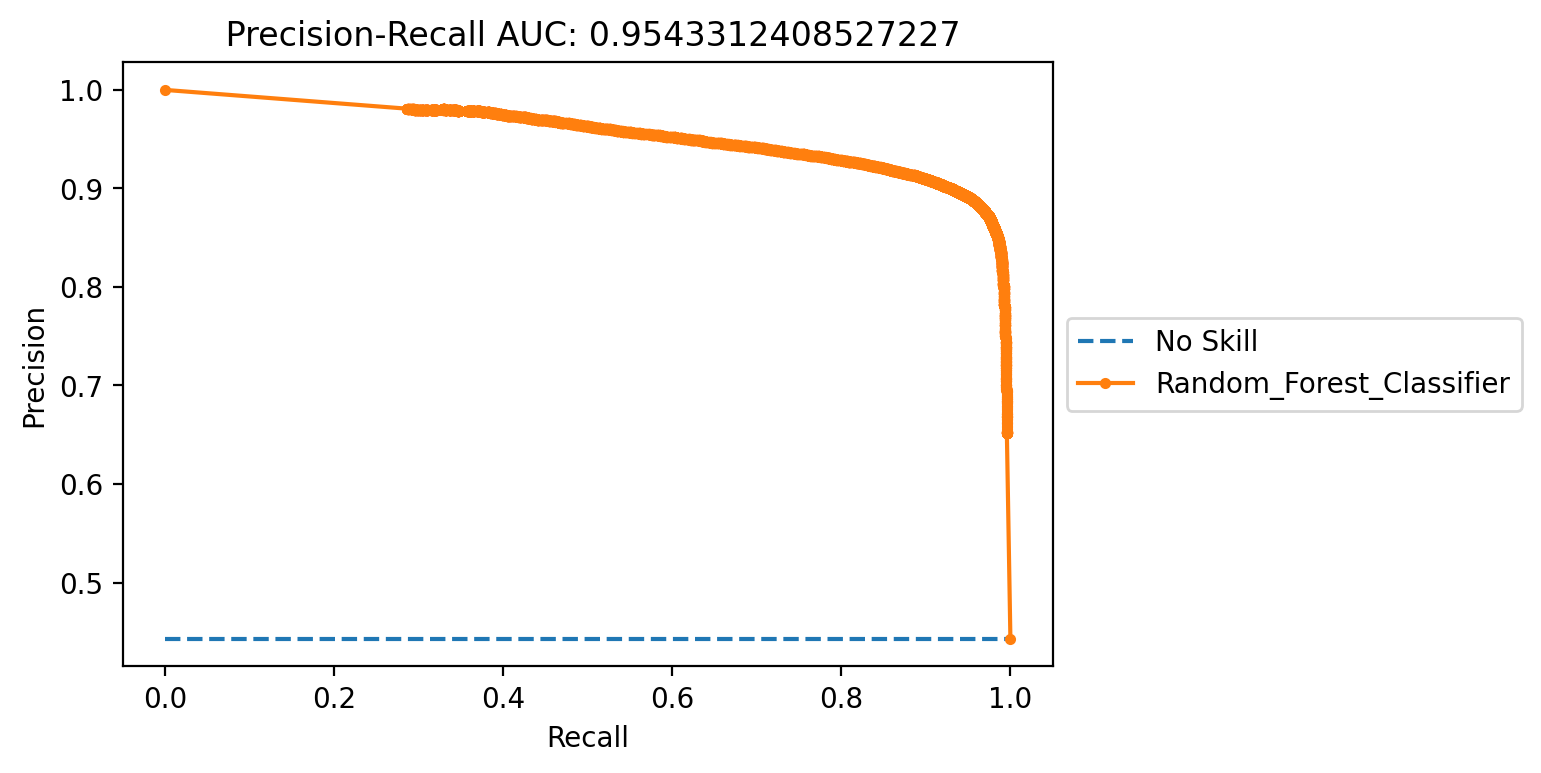 Precision-Recall AUC: 0.9543312408527227
1.0
0.9
0.8
0.7
0.6
0.5
Precision
0.0 0.2 0.4 0.6 0.8 1.0
Recall
No Skill
Random_Forest_Classifier